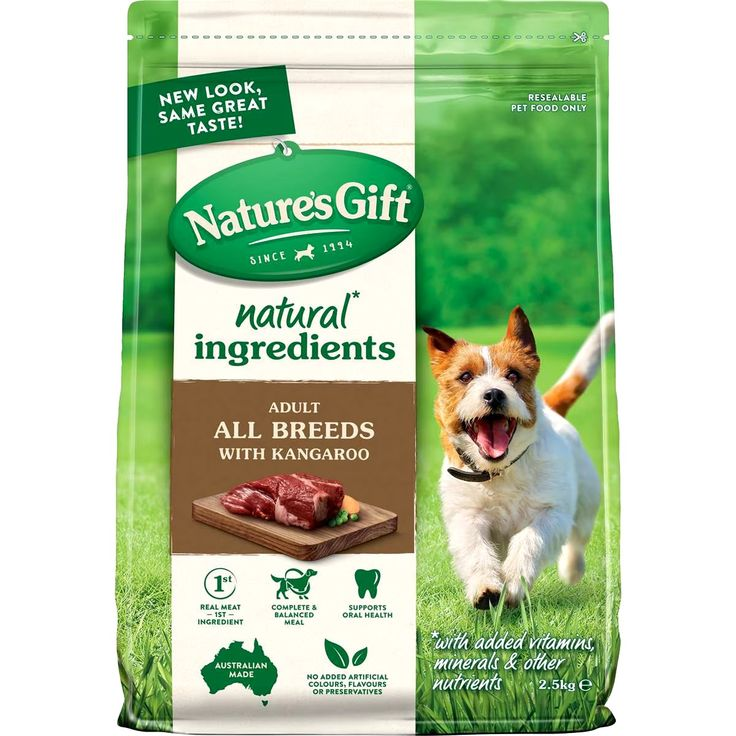 NEW LOOK,
SAME GREAT
TASTE!
RESEALABLE
PET FOOD ONLY
Nature's Gift®
SINCE 1994
natural*
ingredients
ADULT
ALL BREEDS
WITH KANGAROO
1st
REAL MEAT
— 1ST —
INGREDIENT
COMPLETE &
BALANCED
MEAL
SUPPORTS
ORAL HEALTH
AUSTRALIAN
MADE
NO ADDED ARTIFICIAL
COLOURS, FLAVOURS
OR PRESERVATIVES
*with added vitamins,
minerals & other
nutrients
2.5kg ℮